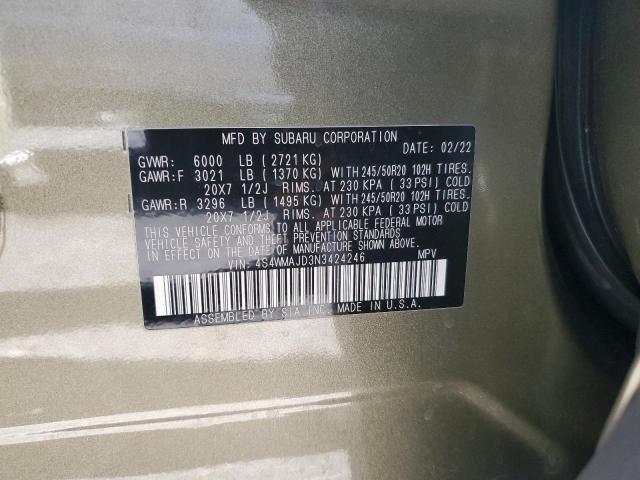 MFD BY SUBARU CORPORATION
DATE: 02/22
GVWR: 6000 LB ( 2721 KG)
GAWR: F 3021 LB ( 1370 KG) WITH 245/50R20 102H TIRES.
20X7 1/2J RIMS. AT 230 KPA ( 33 PSI) COLD
GAWR: R 3296 LB ( 1495 KG) WITH 245/50R20 102H TIRES.
20X7 1/2J RIMS. AT 230 KPA ( 33 PSI) COLD
THIS VEHICLE CONFORMS TO ALL APPLICABLE FEDERAL MOTOR
VEHICLE SAFETY AND THEFT PREVENTION STANDARDS
IN EFFECT ON THE DATE OF MANUFACTURE SHOWN ABOVE.
VIN: 4S4WMAJD3N3424246 MPV
ASSEMBLED BY SIA, INC. MADE IN U.S.A.